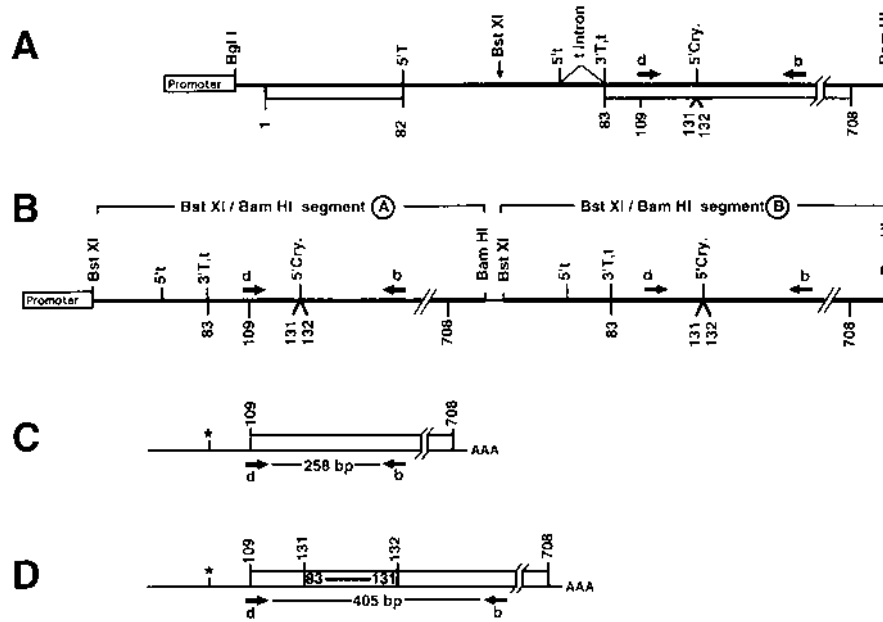 A
Promoter
Bgl I
5'T
Bst XI
5't
t Intron
3'T,t
d
5'Cry.
b
1
82
83
109
131
132
708
B
Bst XI / Bam HI segment A
Bst XI / Bam HI segment B
Promoter
Bst XI
5't
3'T,t
5'Cry.
Bam HI
Bst XI
5't
5'Cry.
83
109
131
132
708
83
131
132
708
C
*
109
708
AAA
d
258 bp
b
D
*
109
131
132
708
83
131
AAA
d
405 bp
b